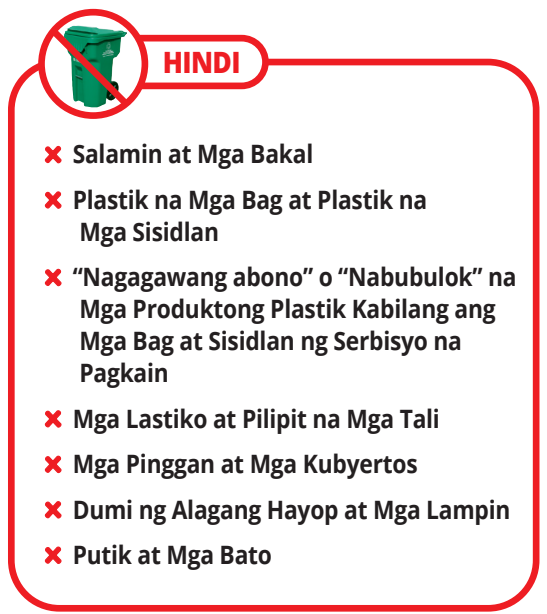 HINDI
Salamin at Mga Bakal
Plastik na Mga Bag at Plastik na
Mga Sisidlan
“Nagagawang abono” o “Nabubulok” na
Mga Produktong Plastik Kabilang ang
Mga Bag at Sisidlan ng Serbisyo na
Pagkain
Mga Lastiko at Pilipit na Mga Tali
Mga Pinggan at Mga Kubyertos
Dumi ng Alagang Hayop at Mga Lampin
Putik at Mga Bato